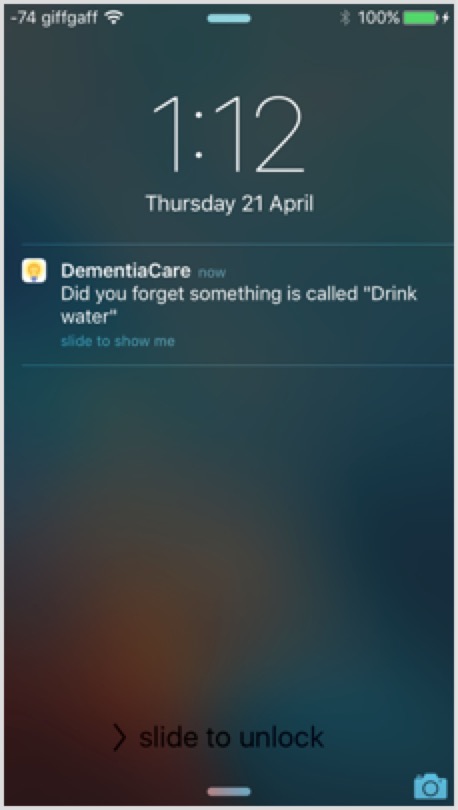 -74 giffgaff 100%
1:12
Thursday 21 April
DementiaCare now
Did you forget something is called "Drink
water"
slide to show me
slide to unlock